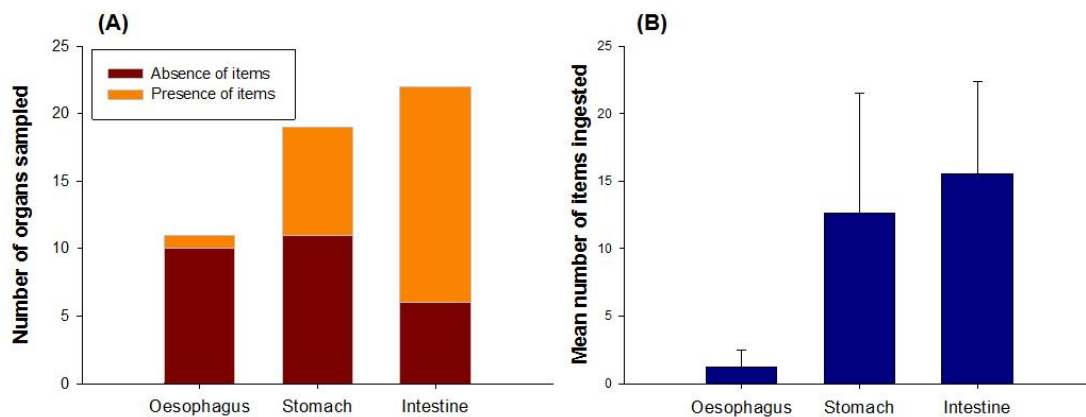 (A)
Number of organs sampled
25
20
15
10
5
0
Absence of items
Presence of items
Oesophagus Stomach Intestine
(B)
Mean number of items ingested
25
20
15
10
5
0
Oesophagus Stomach Intestine